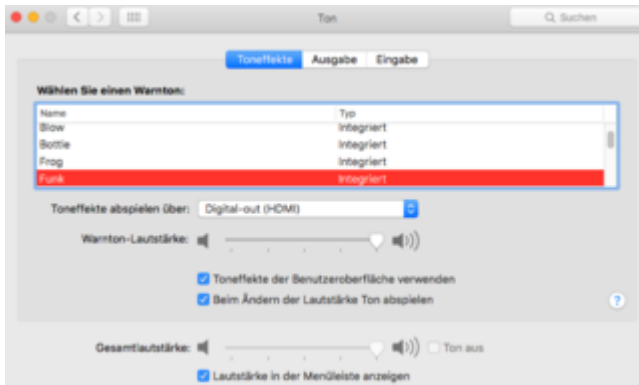 Ton
Suchen
Toneffekte Ausgabe Eingabe
Wählen Sie einen Warnton:
Name Typ
Blow Integriert
Bottle Integriert
Frog Integriert
Funk Integriert
Toneffekte abspielen über: Digital-out (HDMI)
Warnton-Lautstärke:
Toneffekte der Benutzeroberfläche verwenden
Beim Ändern der Lautstärke Ton abspielen
?
Gesamtlautstärke: Ton aus
Lautstärke in der Menüleiste anzeigen